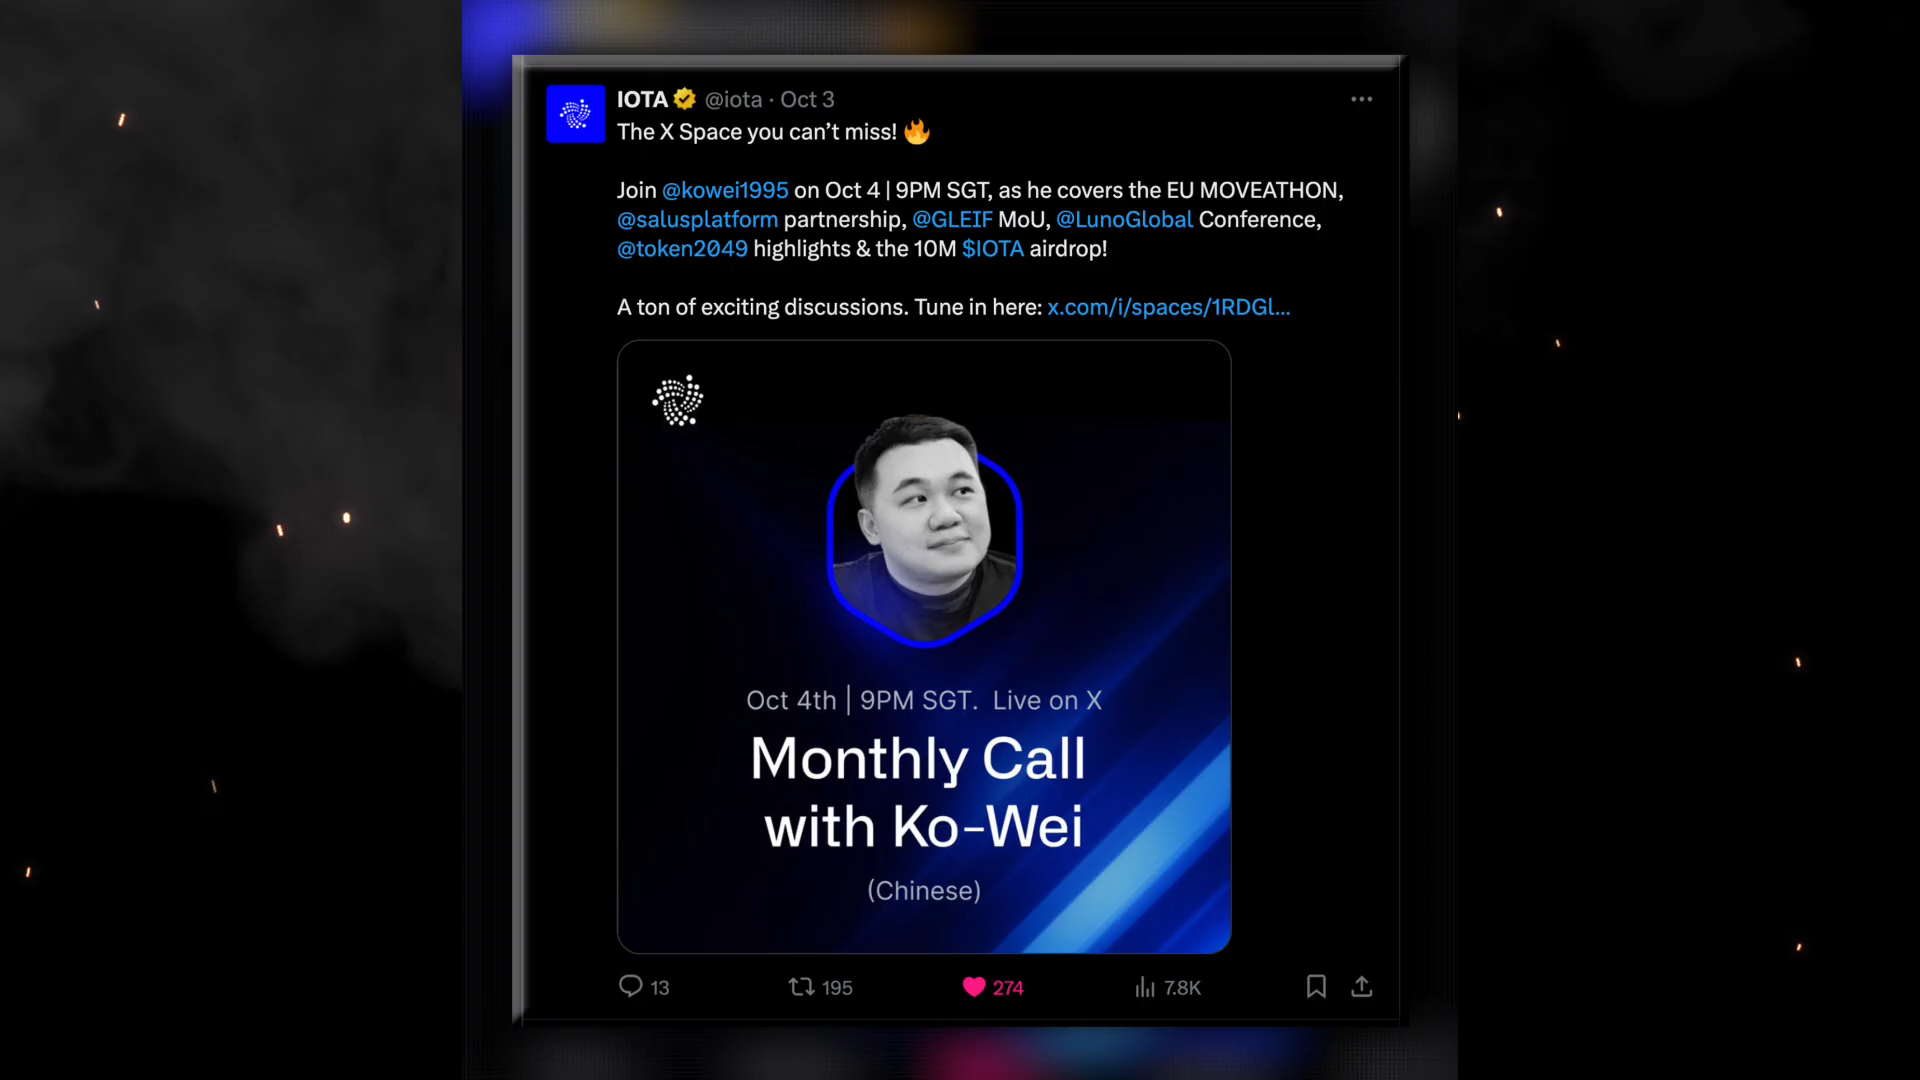 IOTA @iota · Oct 3
The X Space you can’t miss! 🔥
Join @kowei1995 on Oct 4 | 9PM SGT, as he covers the EU MOVEATHON,
@salusplatform partnership, @GLEIF MoU, @LunoGlobal Conference,
@token2049 highlights & the 10M $IOTA airdrop!
A ton of exciting discussions. Tune in here: x.com/i/spaces/1RDGl...
Oct 4th | 9PM SGT. Live on X
Monthly Call
with Ko-Wei
(Chinese)
13 195 274 7.8K